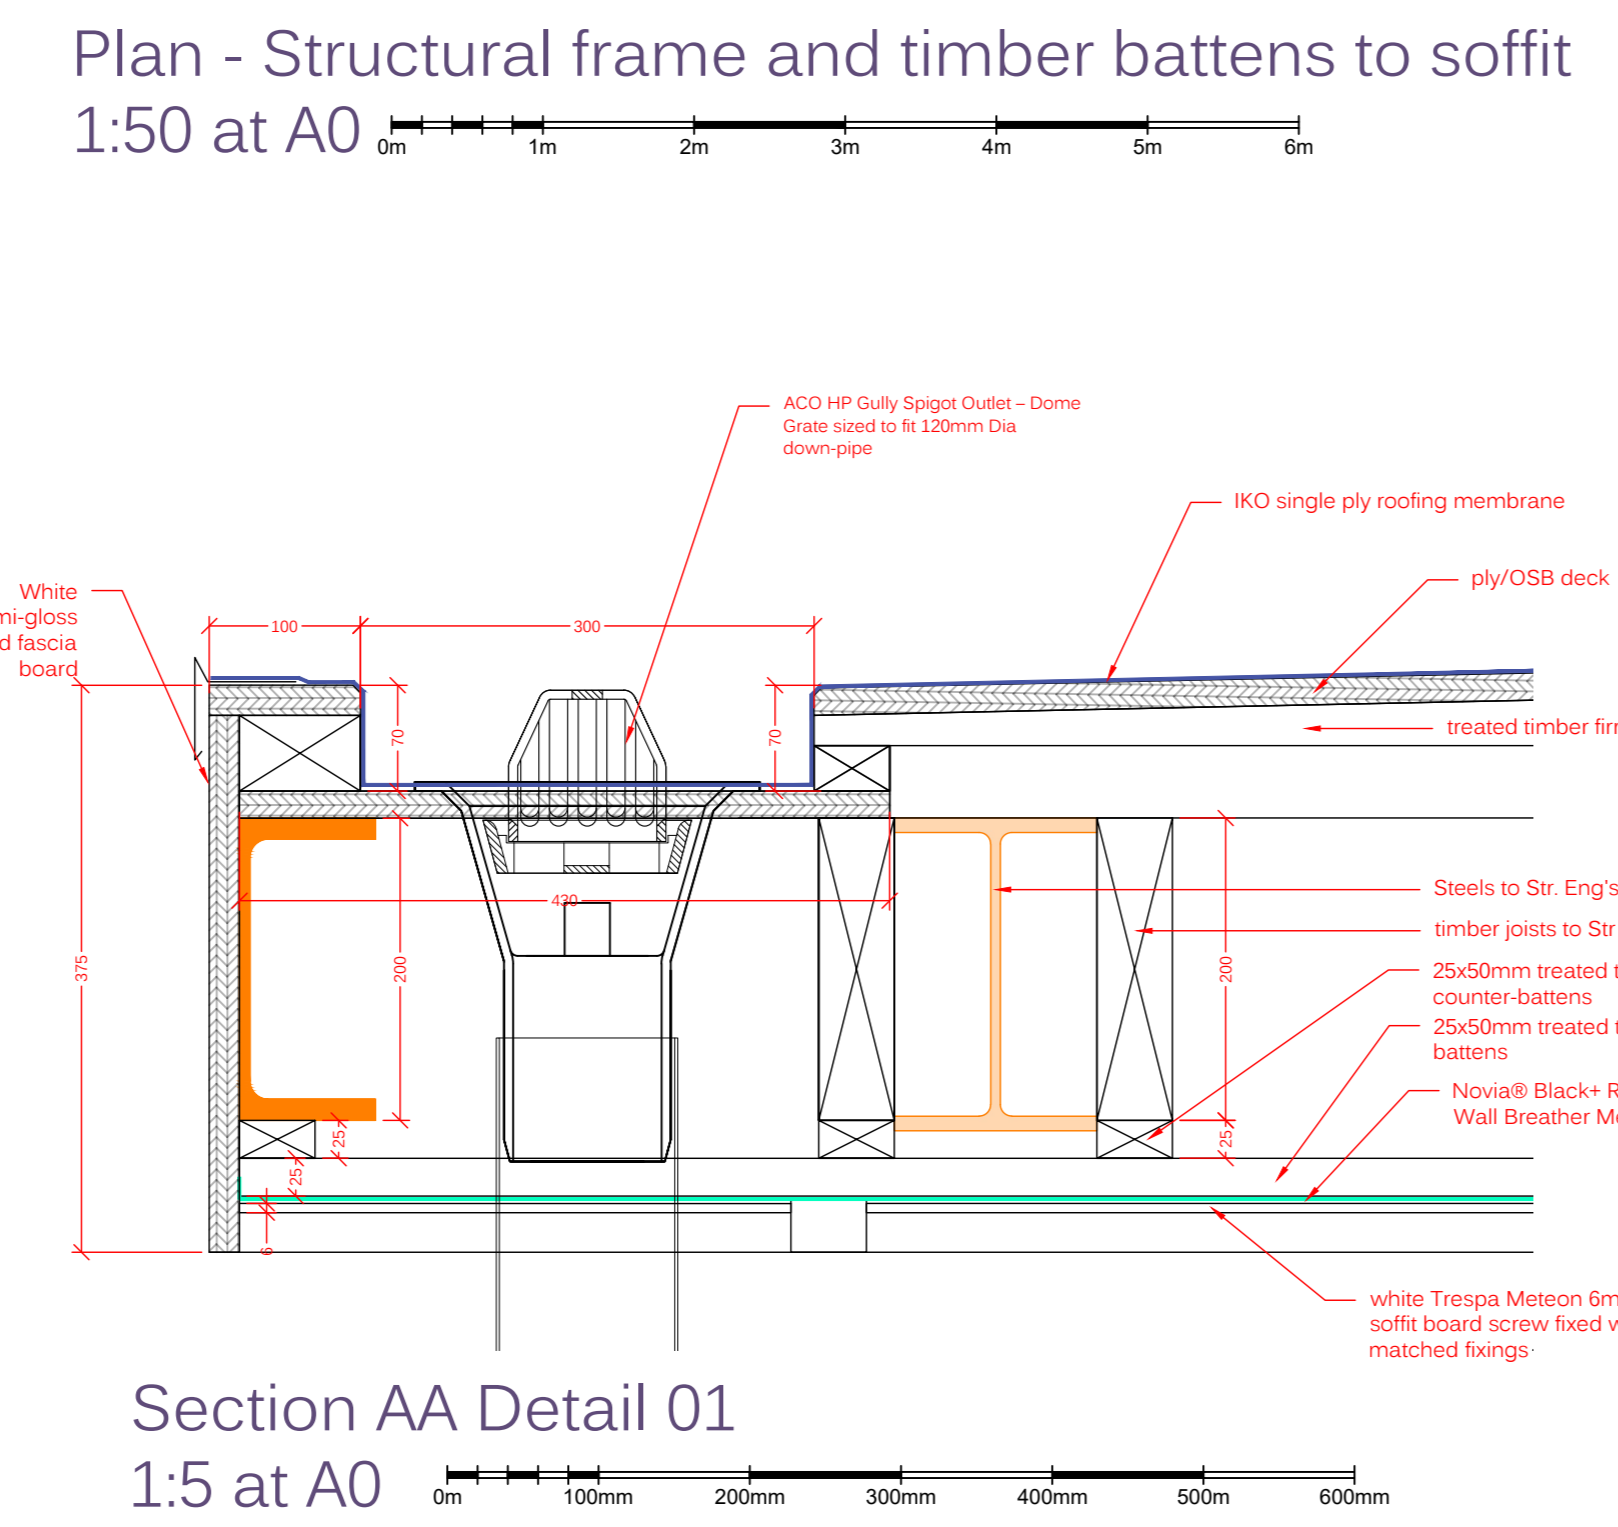 Plan - Structural frame and timber battens to soffit
1:50 at A0
0m 1m 2m 3m 4m 5m 6m
ACO HP Gully Spigot Outlet – Dome
Grate sized to fit 120mm Dia
down-pipe
IKO single ply roofing membrane
ply/OSB deck
White
mi-gloss
d fascia
board
100
300
70
70
treated timber firr
430
375
200
200
Steels to Str. Eng's
timber joists to Str
25x50mm treated t
counter-battens
25x50mm treated t
battens
Novia® Black+ R
Wall Breather Me
25
25
25
6
white Trespa Meteon 6m
soffit board screw fixed w
matched fixings
Section AA Detail 01
1:5 at A0
0m 100mm 200mm 300mm 400mm 500m 600mm